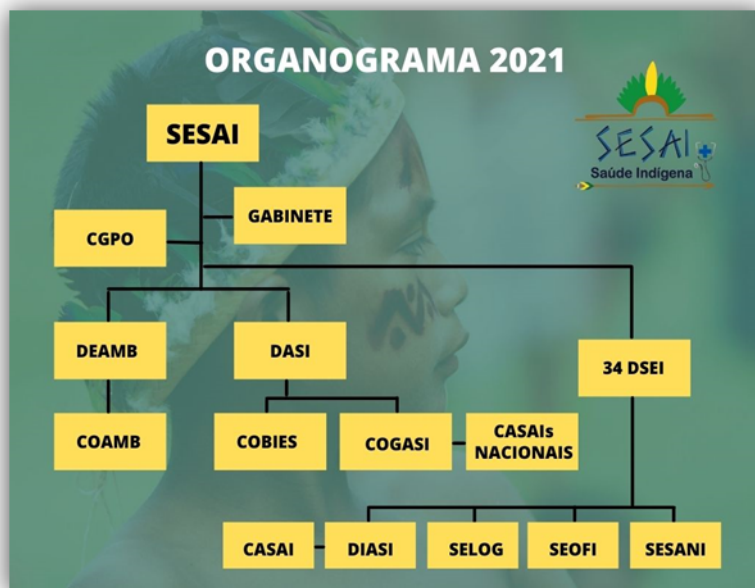 ORGANOGRAMA 2021
SESAI
Saúde Indígena
SESAI
GABINETE
CGPO
DEAMB
DASI
34 DSEI
COAMB
COBIES
COGASI
CASAIs
NACIONAIS
CASAI
DIASI
SELOG
SEOFI
SESANI